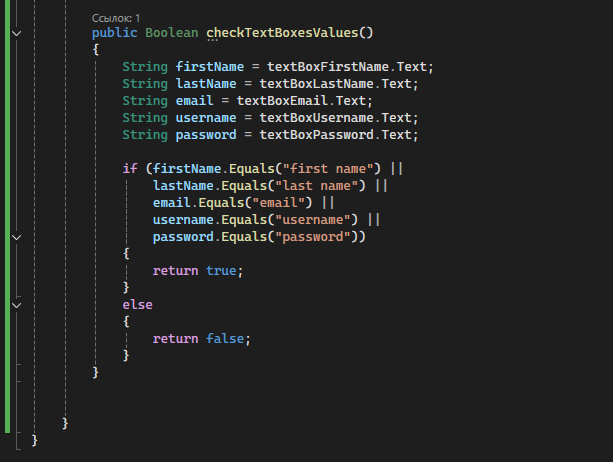 Ссылок: 1
public Boolean checkTextBoxesValues()
{
String firstName = textBoxFirstName.Text;
String lastName = textBoxLastName.Text;
String email = textBoxEmail.Text;
String username = textBoxUsername.Text;
String password = textBoxPassword.Text;
if (firstName.Equals("first name") ||
lastName.Equals("last name") ||
email.Equals("email") ||
username.Equals("username") ||
password.Equals("password"))
{
return true;
}
else
{
return false;
}
}
}
}